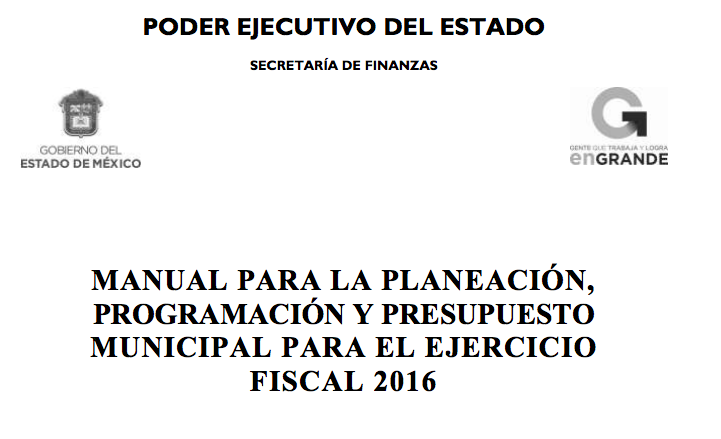 PODER EJECUTIVO DEL ESTADO
SECRETARÍA DE FINANZAS
GOBIERNO DEL
ESTADO DE MÉXICO
GENTE QUE TRABAJA Y LOGRA
enGRANDE
MANUAL PARA LA PLANEACIÓN,
PROGRAMACIÓN Y PRESUPUESTO
MUNICIPAL PARA EL EJERCICIO
FISCAL 2016